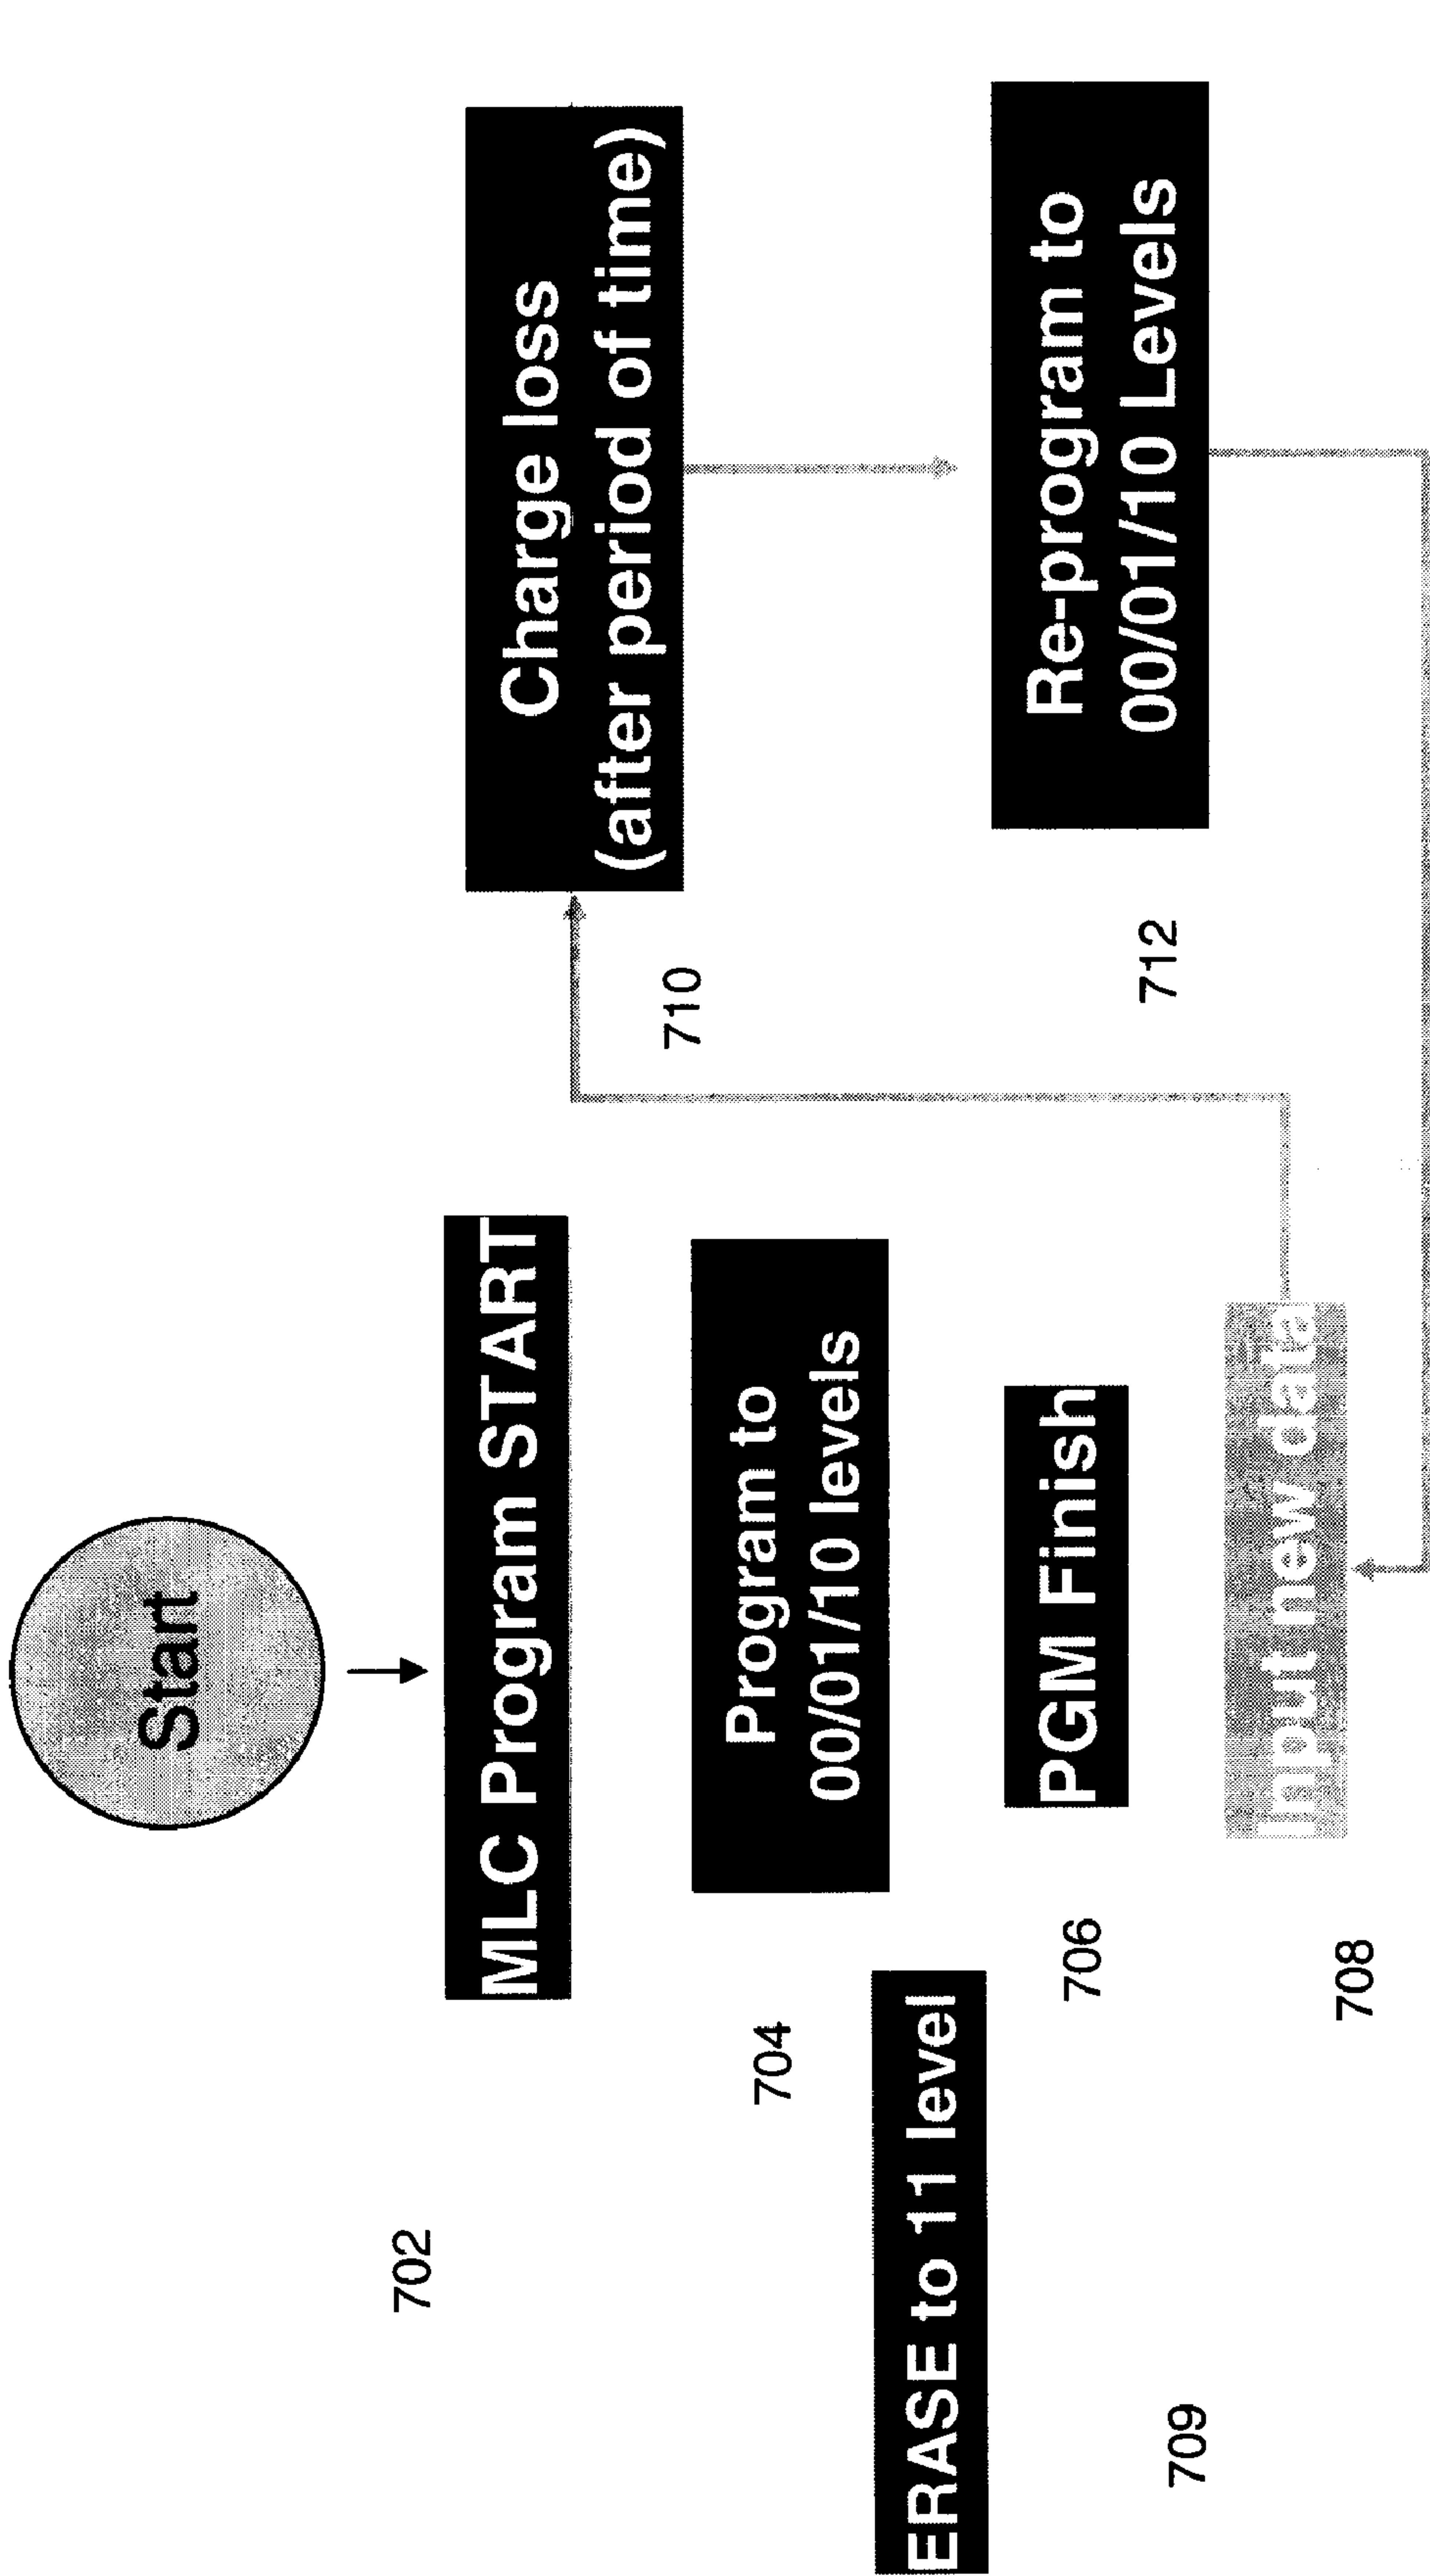 Start
702
MLC Program START
704
Program to
00/01/10 levels
ERASE to 11 level
709
706
PGM Finish
708
Input new data
710
Charge loss
(after period of time)
712
Re-program to
00/01/10 Levels